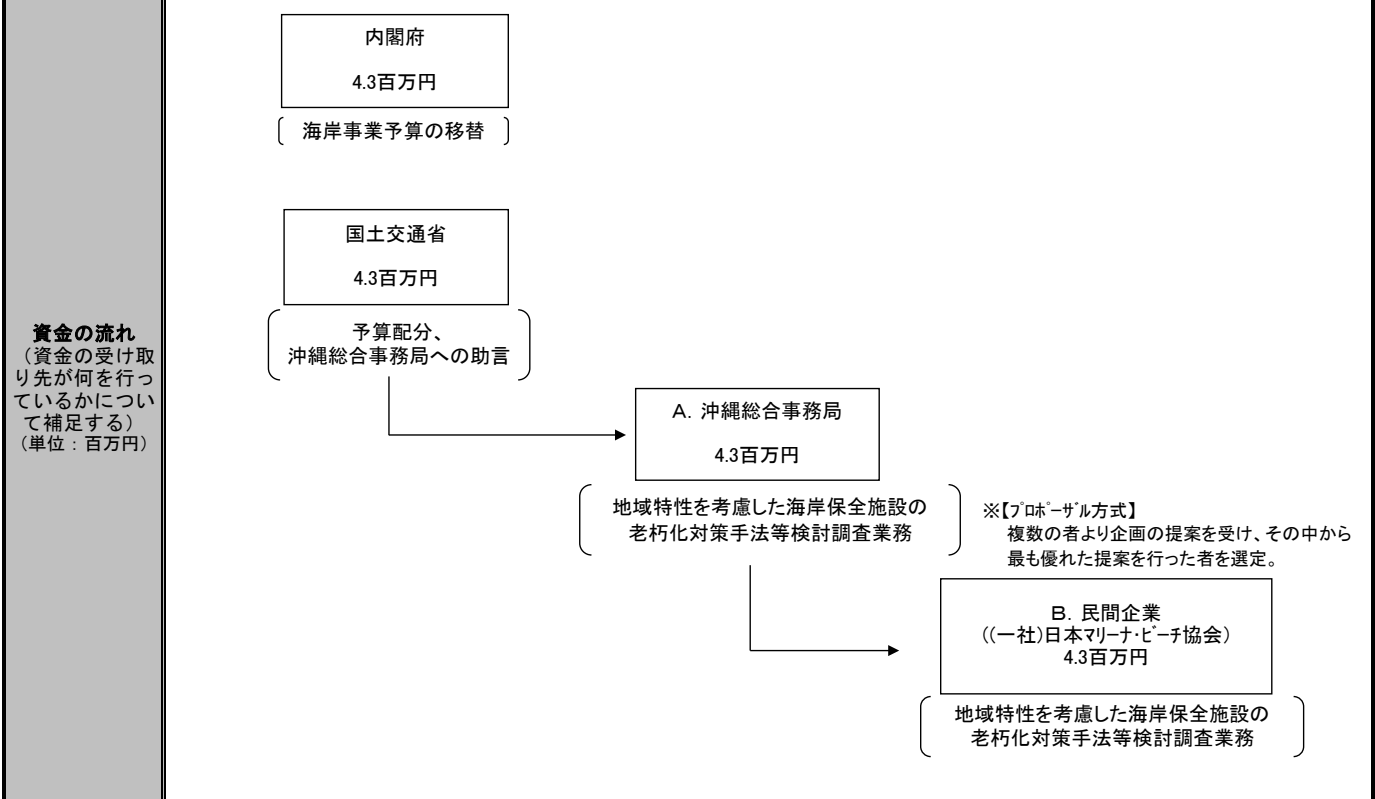 資金の流れ
（資金の受け取
り先が何を行っ
ているかについ
て補足する）
（単位：百万円）
内閣府
4.3百万円
海岸事業予算の移替
国土交通省
4.3百万円
予算配分、
沖縄総合事務局への助言
Ａ．沖縄総合事務局
4.3百万円
地域特性を考慮した海岸保全施設の
老朽化対策手法等検討調査業務
※【ﾌﾟﾛﾎﾟｰｻﾞﾙ方式】
複数の者より企画の提案を受け、その中から
最も優れた提案を行った者を選定。
Ｂ．民間企業
（(一社)日本ﾏﾘｰﾅ・ﾋﾞｰﾁ協会）
4.3百万円
地域特性を考慮した海岸保全施設の
老朽化対策手法等検討調査業務